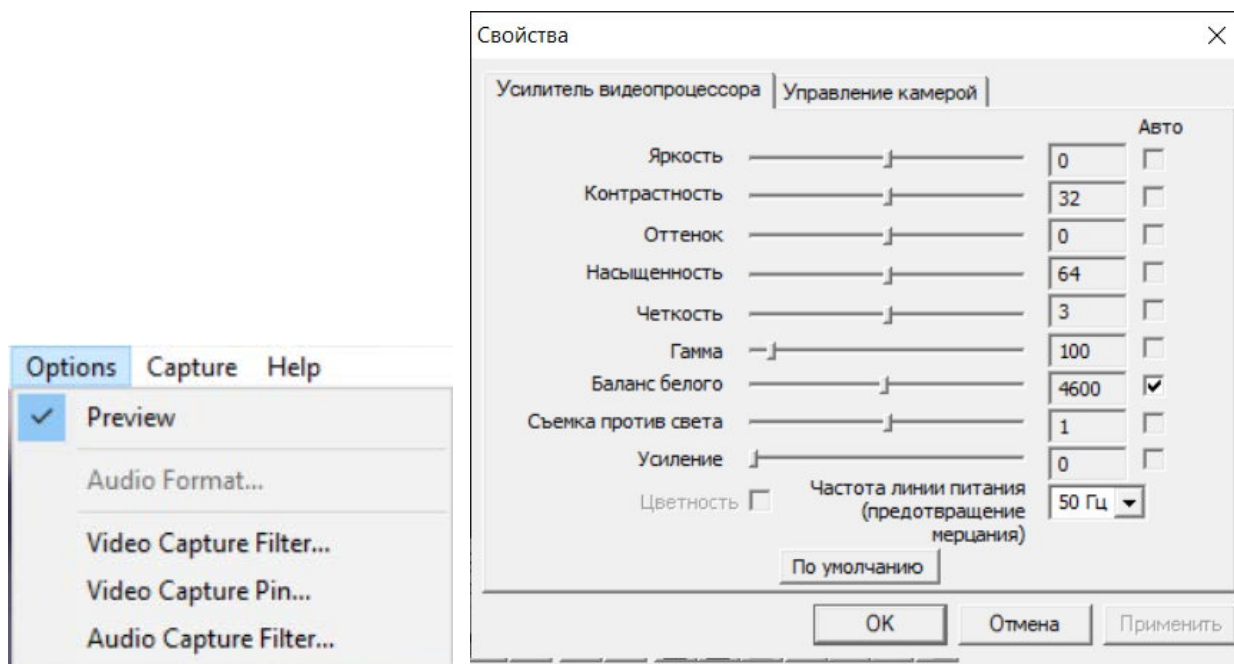 Options Capture Help
Preview
Audio Format...
Video Capture Filter...
Video Capture Pin...
Audio Capture Filter...
Свойства
Усилитель видеопроцессора Управление камерой
Авто
Яркость 0
Контрастность 32
Оттенок 0
Насыщенность 64
Четкость 3
Гамма 100
Баланс белого 4600
Съемка против света 1
Усиление 0
Цветность Частота линии питания 50 Гц
(предотвращение
мерцания)
По умолчанию
OK Отмена Применить